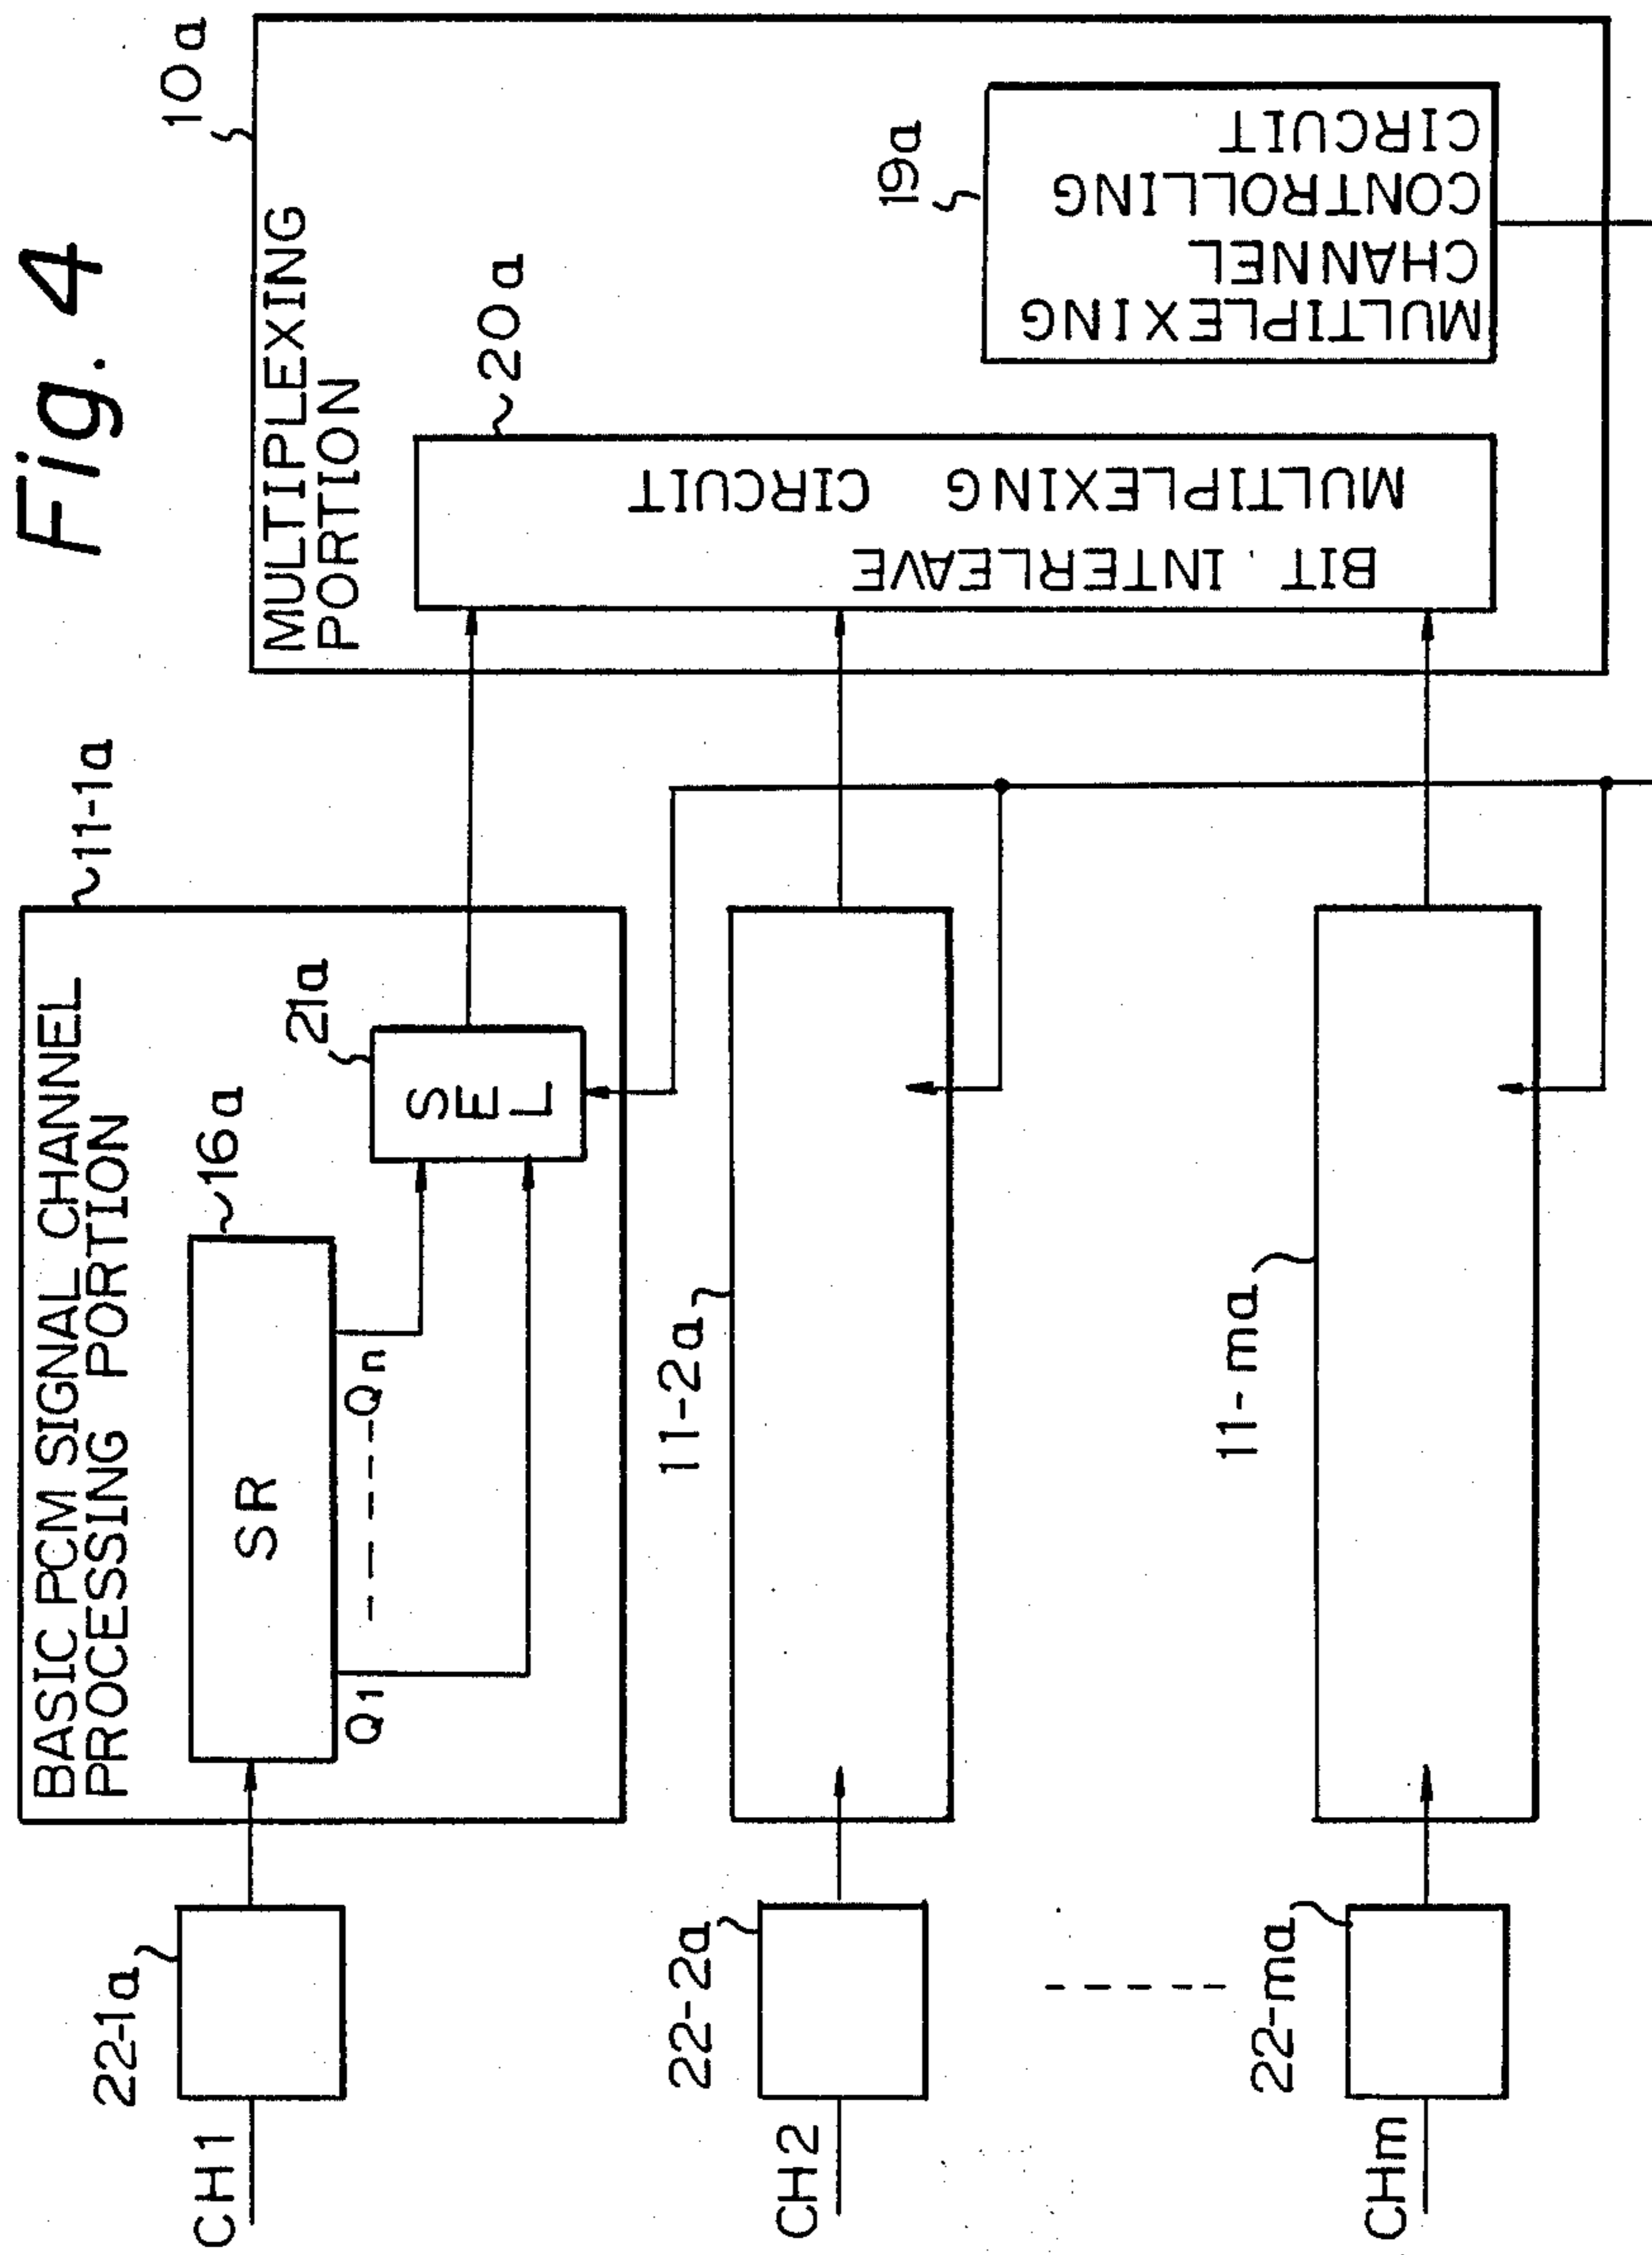 Fig. 4
BASIC PCM SIGNAL CHANNEL
PROCESSING PORTION
11-1a
10a
MULTIPLEXING
PORTION
22-1a
CH1
SR
16a
Q1
Qn
21a
SEL
20a
BIT INTERLEAVE
MULTIPLEXING CIRCUIT
19a
MULTIPLEXING
CHANNEL
CONTROLLING
CIRCUIT
22-2a
CH2
11-2a
22-ma
CHm
11-ma